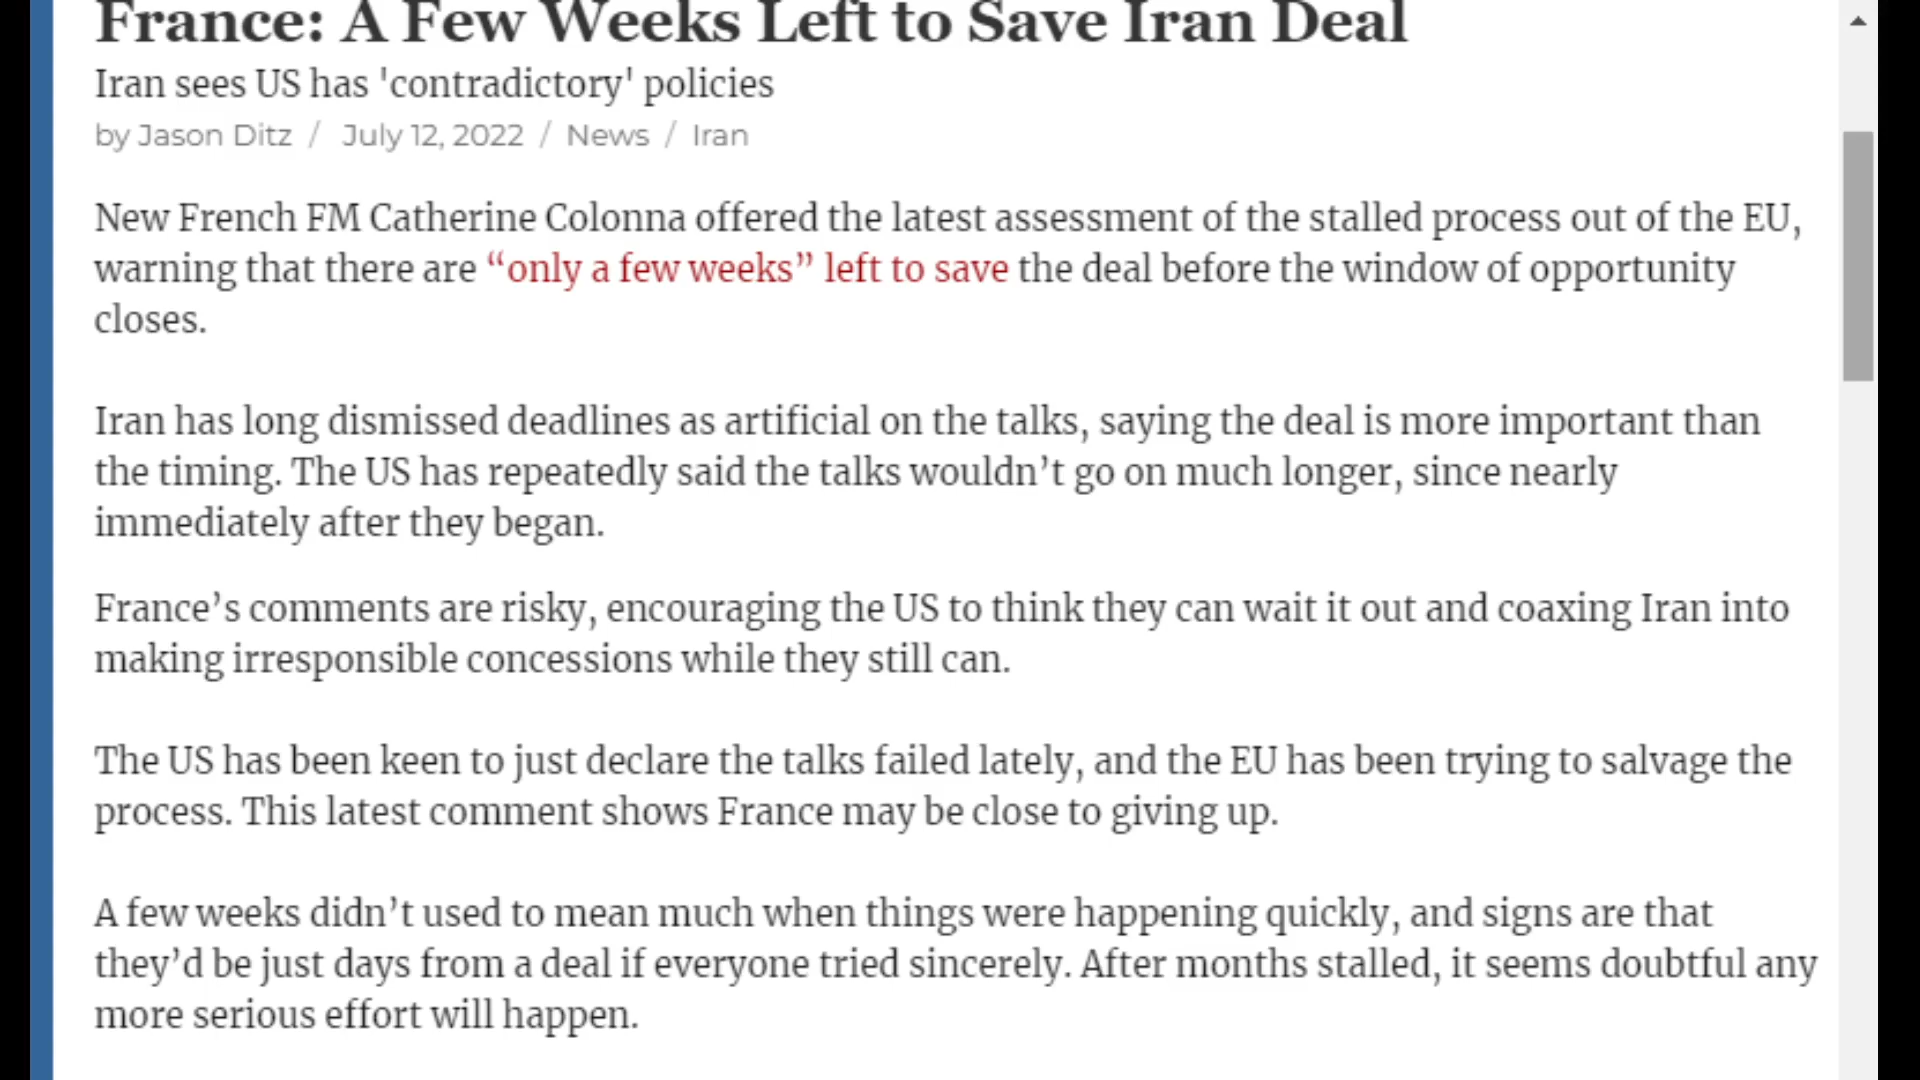 France: A Few Weeks Left to Save Iran Deal
Iran sees US has 'contradictory' policies
by Jason Ditz / July 12, 2022 / News / Iran
New French FM Catherine Colonna offered the latest assessment of the stalled process out of the EU,
warning that there are “only a few weeks” left to save the deal before the window of opportunity
closes.
Iran has long dismissed deadlines as artificial on the talks, saying the deal is more important than
the timing. The US has repeatedly said the talks wouldn’t go on much longer, since nearly
immediately after they began.
France’s comments are risky, encouraging the US to think they can wait it out and coaxing Iran into
making irresponsible concessions while they still can.
The US has been keen to just declare the talks failed lately, and the EU has been trying to salvage the
process. This latest comment shows France may be close to giving up.
A few weeks didn’t used to mean much when things were happening quickly, and signs are that
they’d be just days from a deal if everyone tried sincerely. After months stalled, it seems doubtful any
more serious effort will happen.